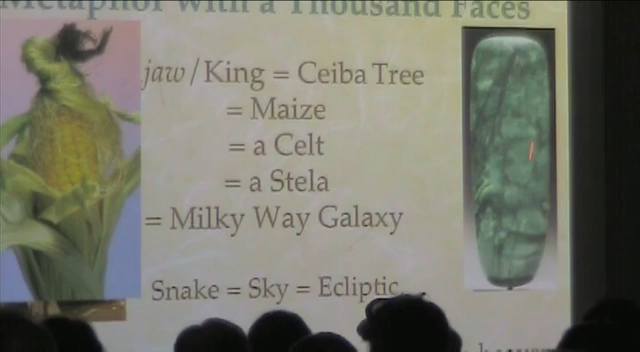 Metaphor with a Thousand Faces
jaw / King = Ceiba Tree
= Maize
= a Celt
= a Stela
= Milky Way Galaxy
Snake = Sky = Ecliptic